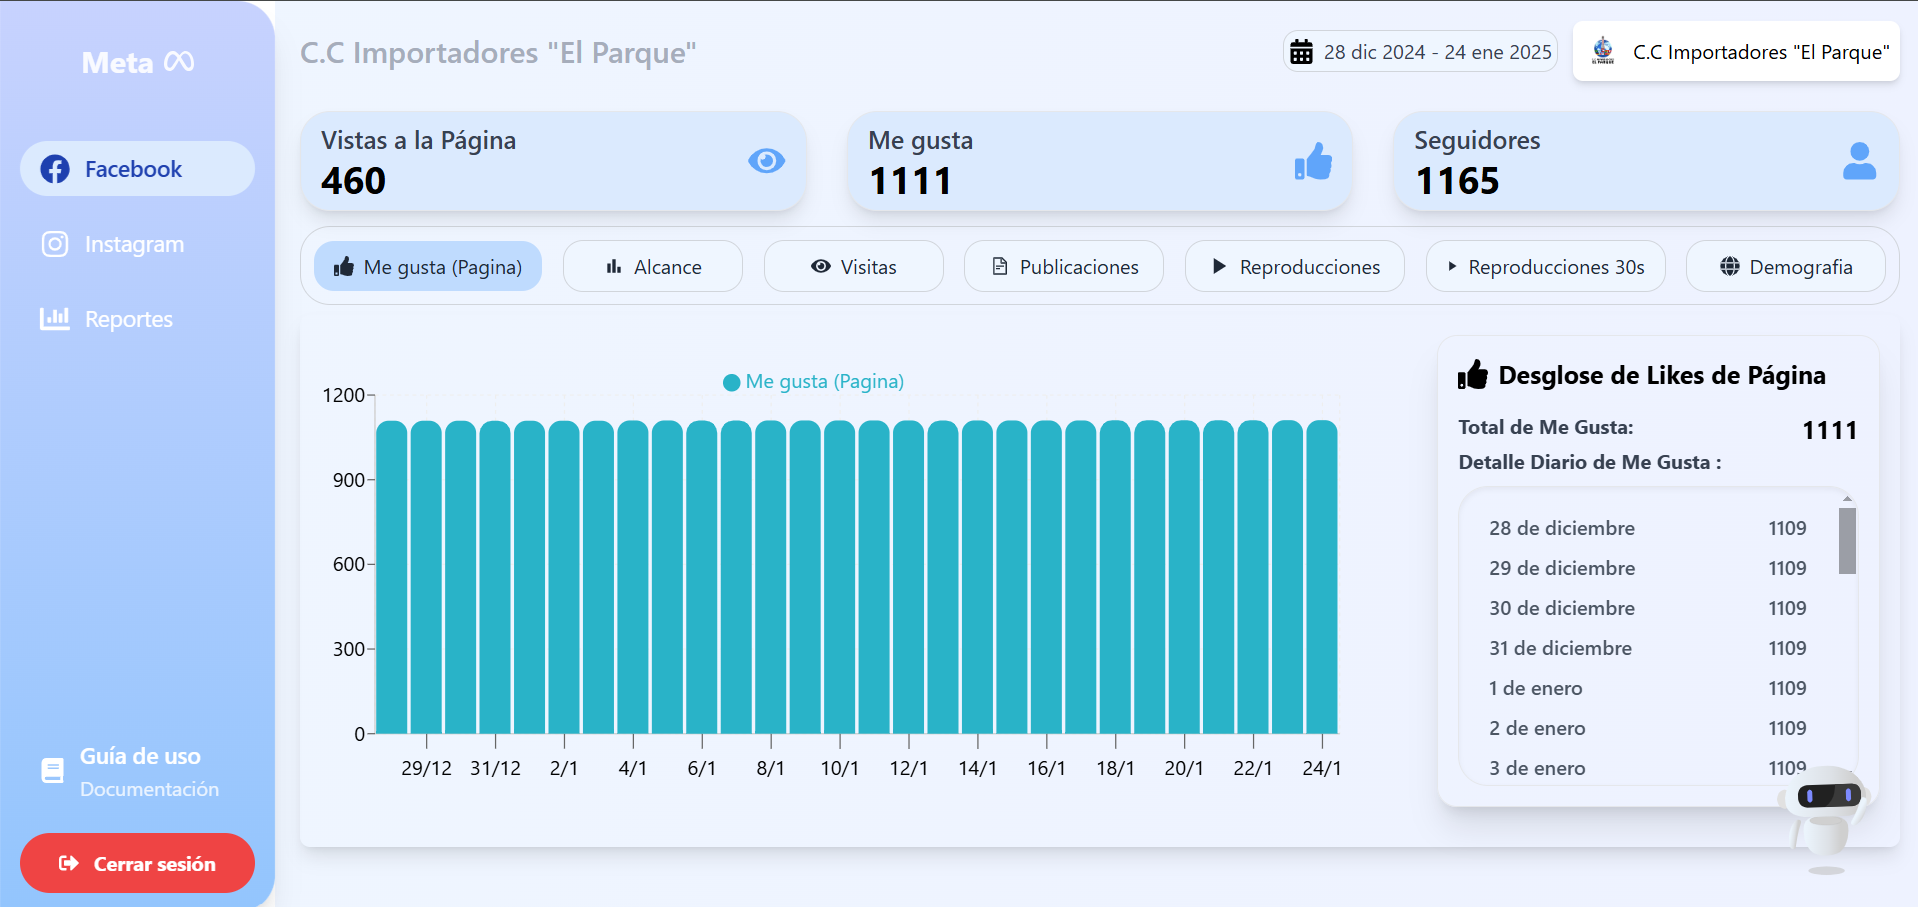 Meta
Facebook
Instagram
Reportes
Guía de uso
Documentación
Cerrar sesión
C.C Importadores "El Parque"
28 dic 2024 - 24 ene 2025
C.C Importadores "El Parque"
Vistas a la Página
460
Me gusta
1111
Seguidores
1165
Me gusta (Pagina)
Alcance
Visitas
Publicaciones
Reproducciones
Reproducciones 30s
Demografia
Me gusta (Pagina)
1200
900
600
300
0
29/12 31/12 2/1 4/1 6/1 8/1 10/1 12/1 14/1 16/1 18/1 20/1 22/1 24/1
Desglose de Likes de Página
Total de Me Gusta: 1111
Detalle Diario de Me Gusta :
28 de diciembre 1109
29 de diciembre 1109
30 de diciembre 1109
31 de diciembre 1109
1 de enero 1109
2 de enero 1109
3 de enero 1109